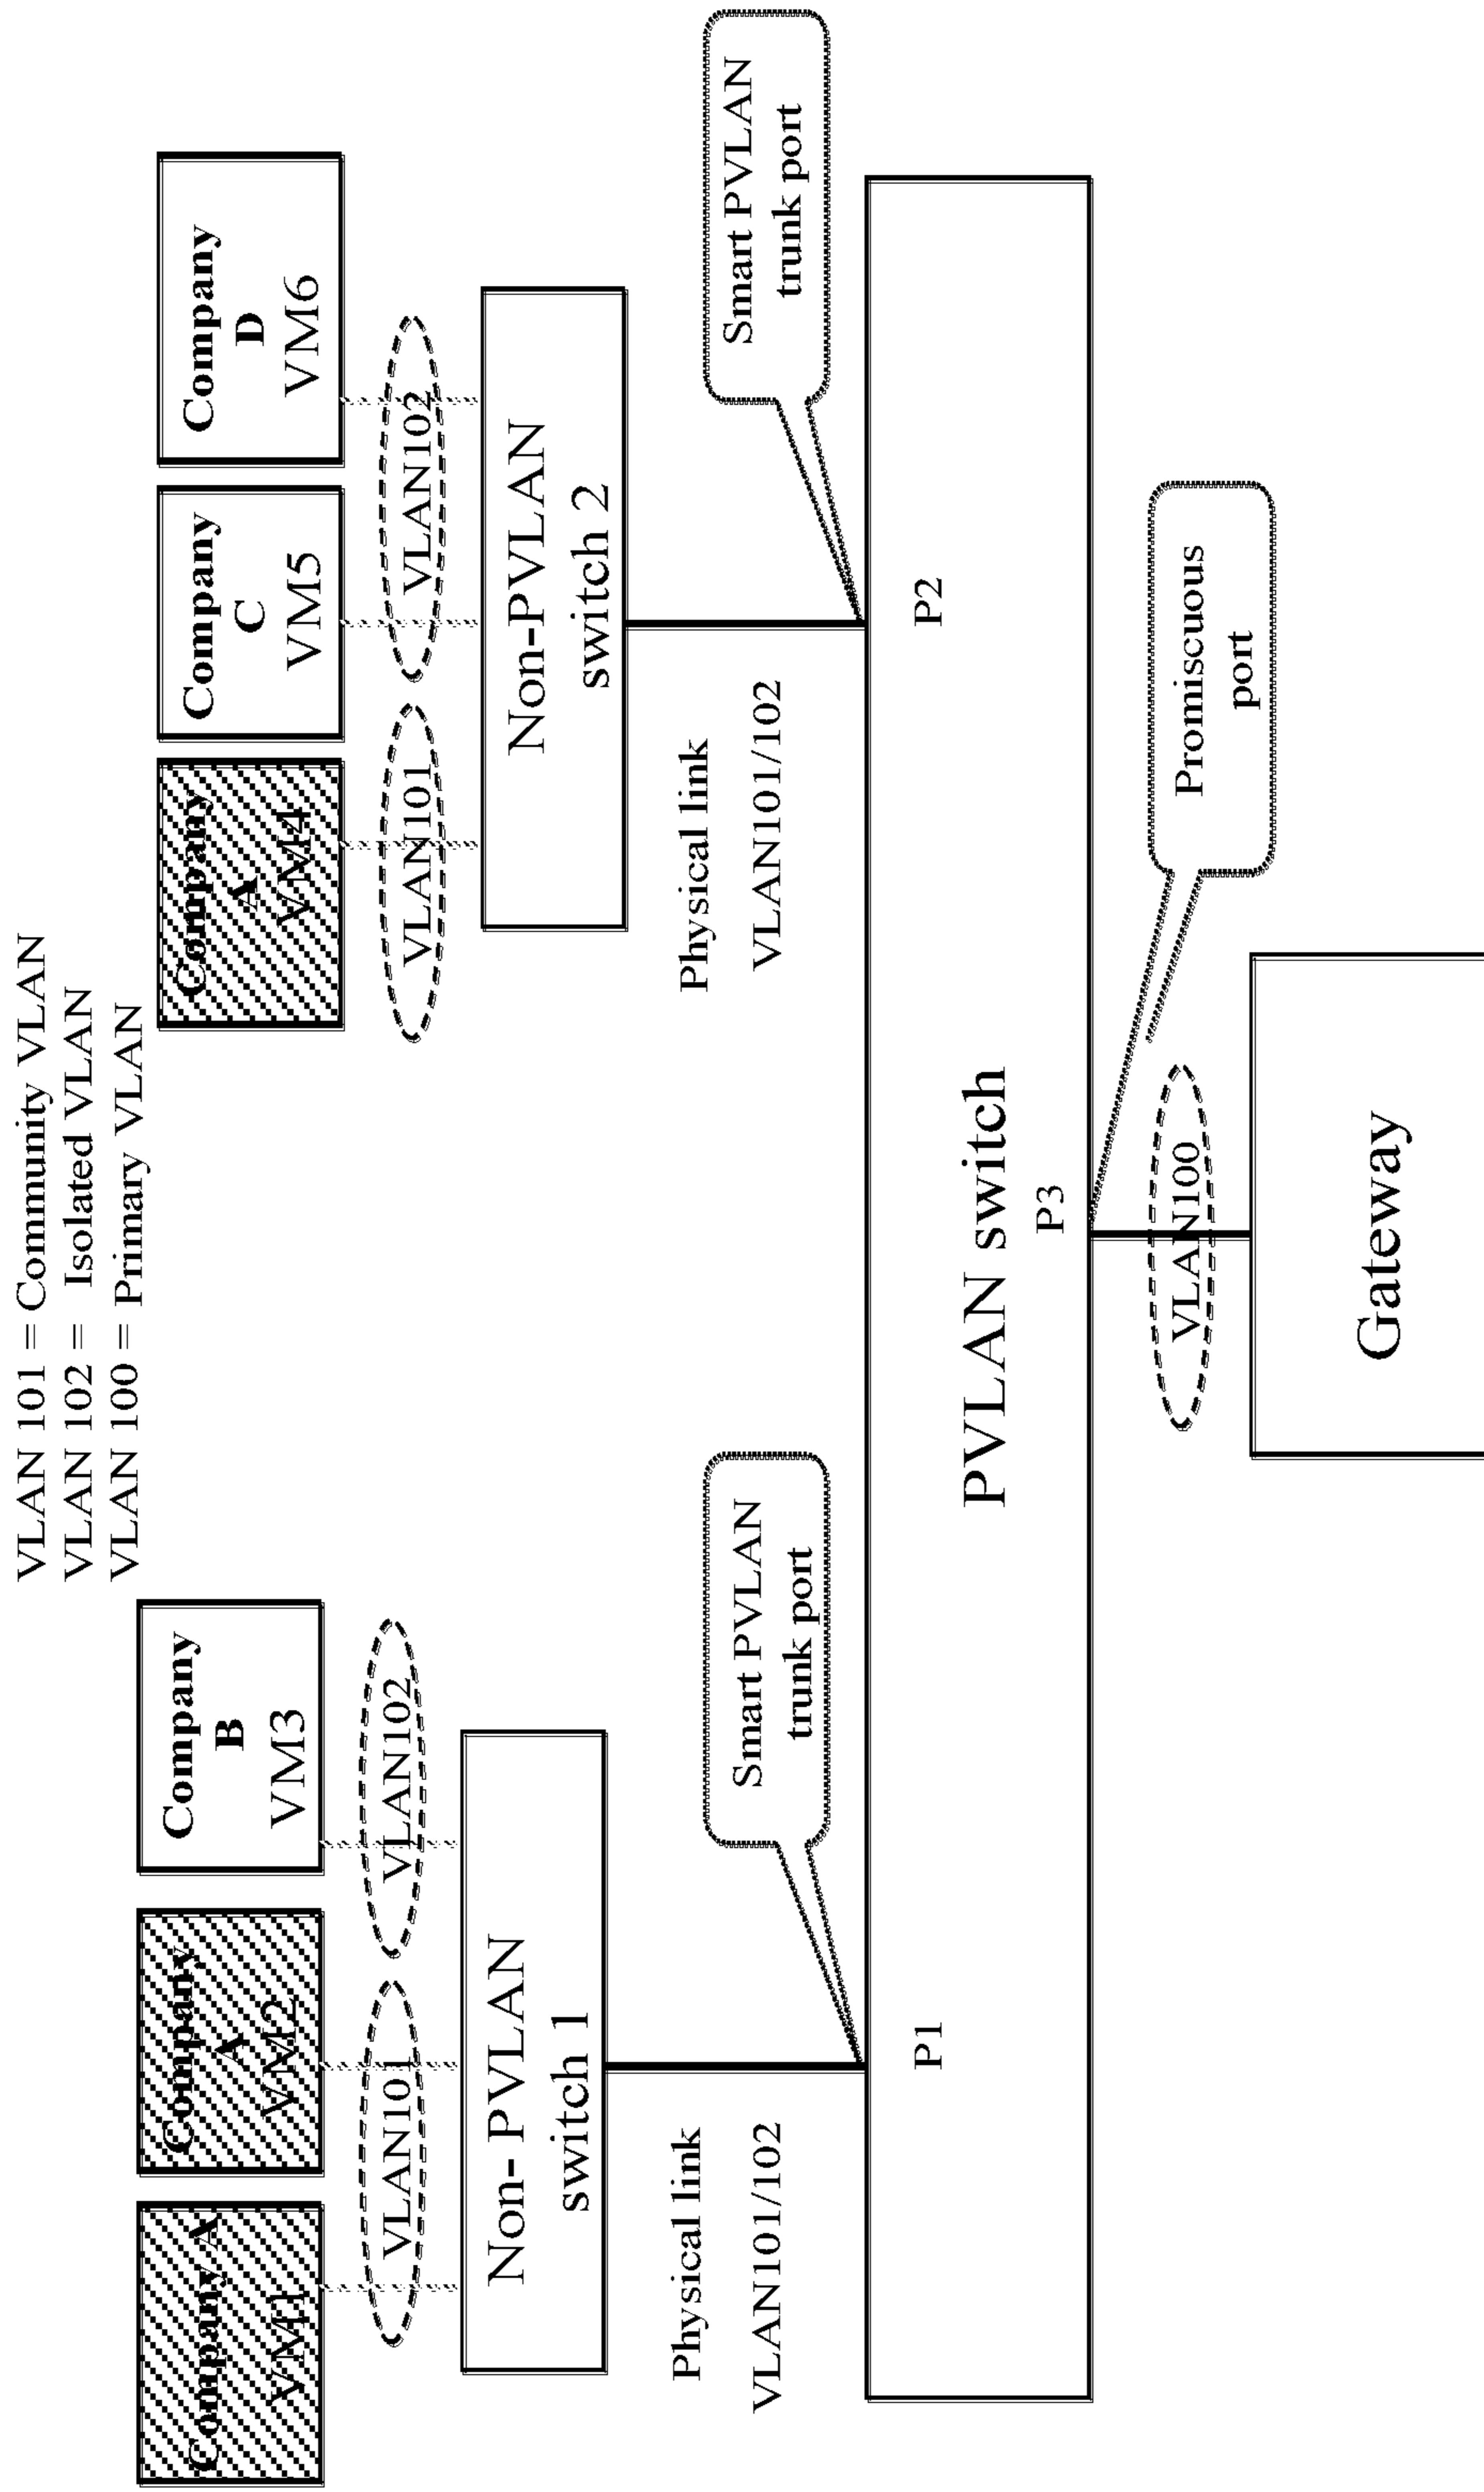 VLAN 101 = Community VLAN
VLAN 102 = Isolated VLAN
VLAN 100 = Primary VLAN
Company A
VM1
Company
A
VM2
Company
B
VM3
Company
A
VM4
Company
C
VM5
Company
D
VM6
VLAN101
VLAN102
VLAN101
VLAN102
Non- PVLAN
switch 1
Non-PVLAN
switch 2
Physical link
VLAN101/102
Smart PVLAN
trunk port
Physical link
VLAN101/102
Smart PVLAN
trunk port
P1
P2
PVLAN switch
P3
VLAN100
Promiscuous
port
Gateway